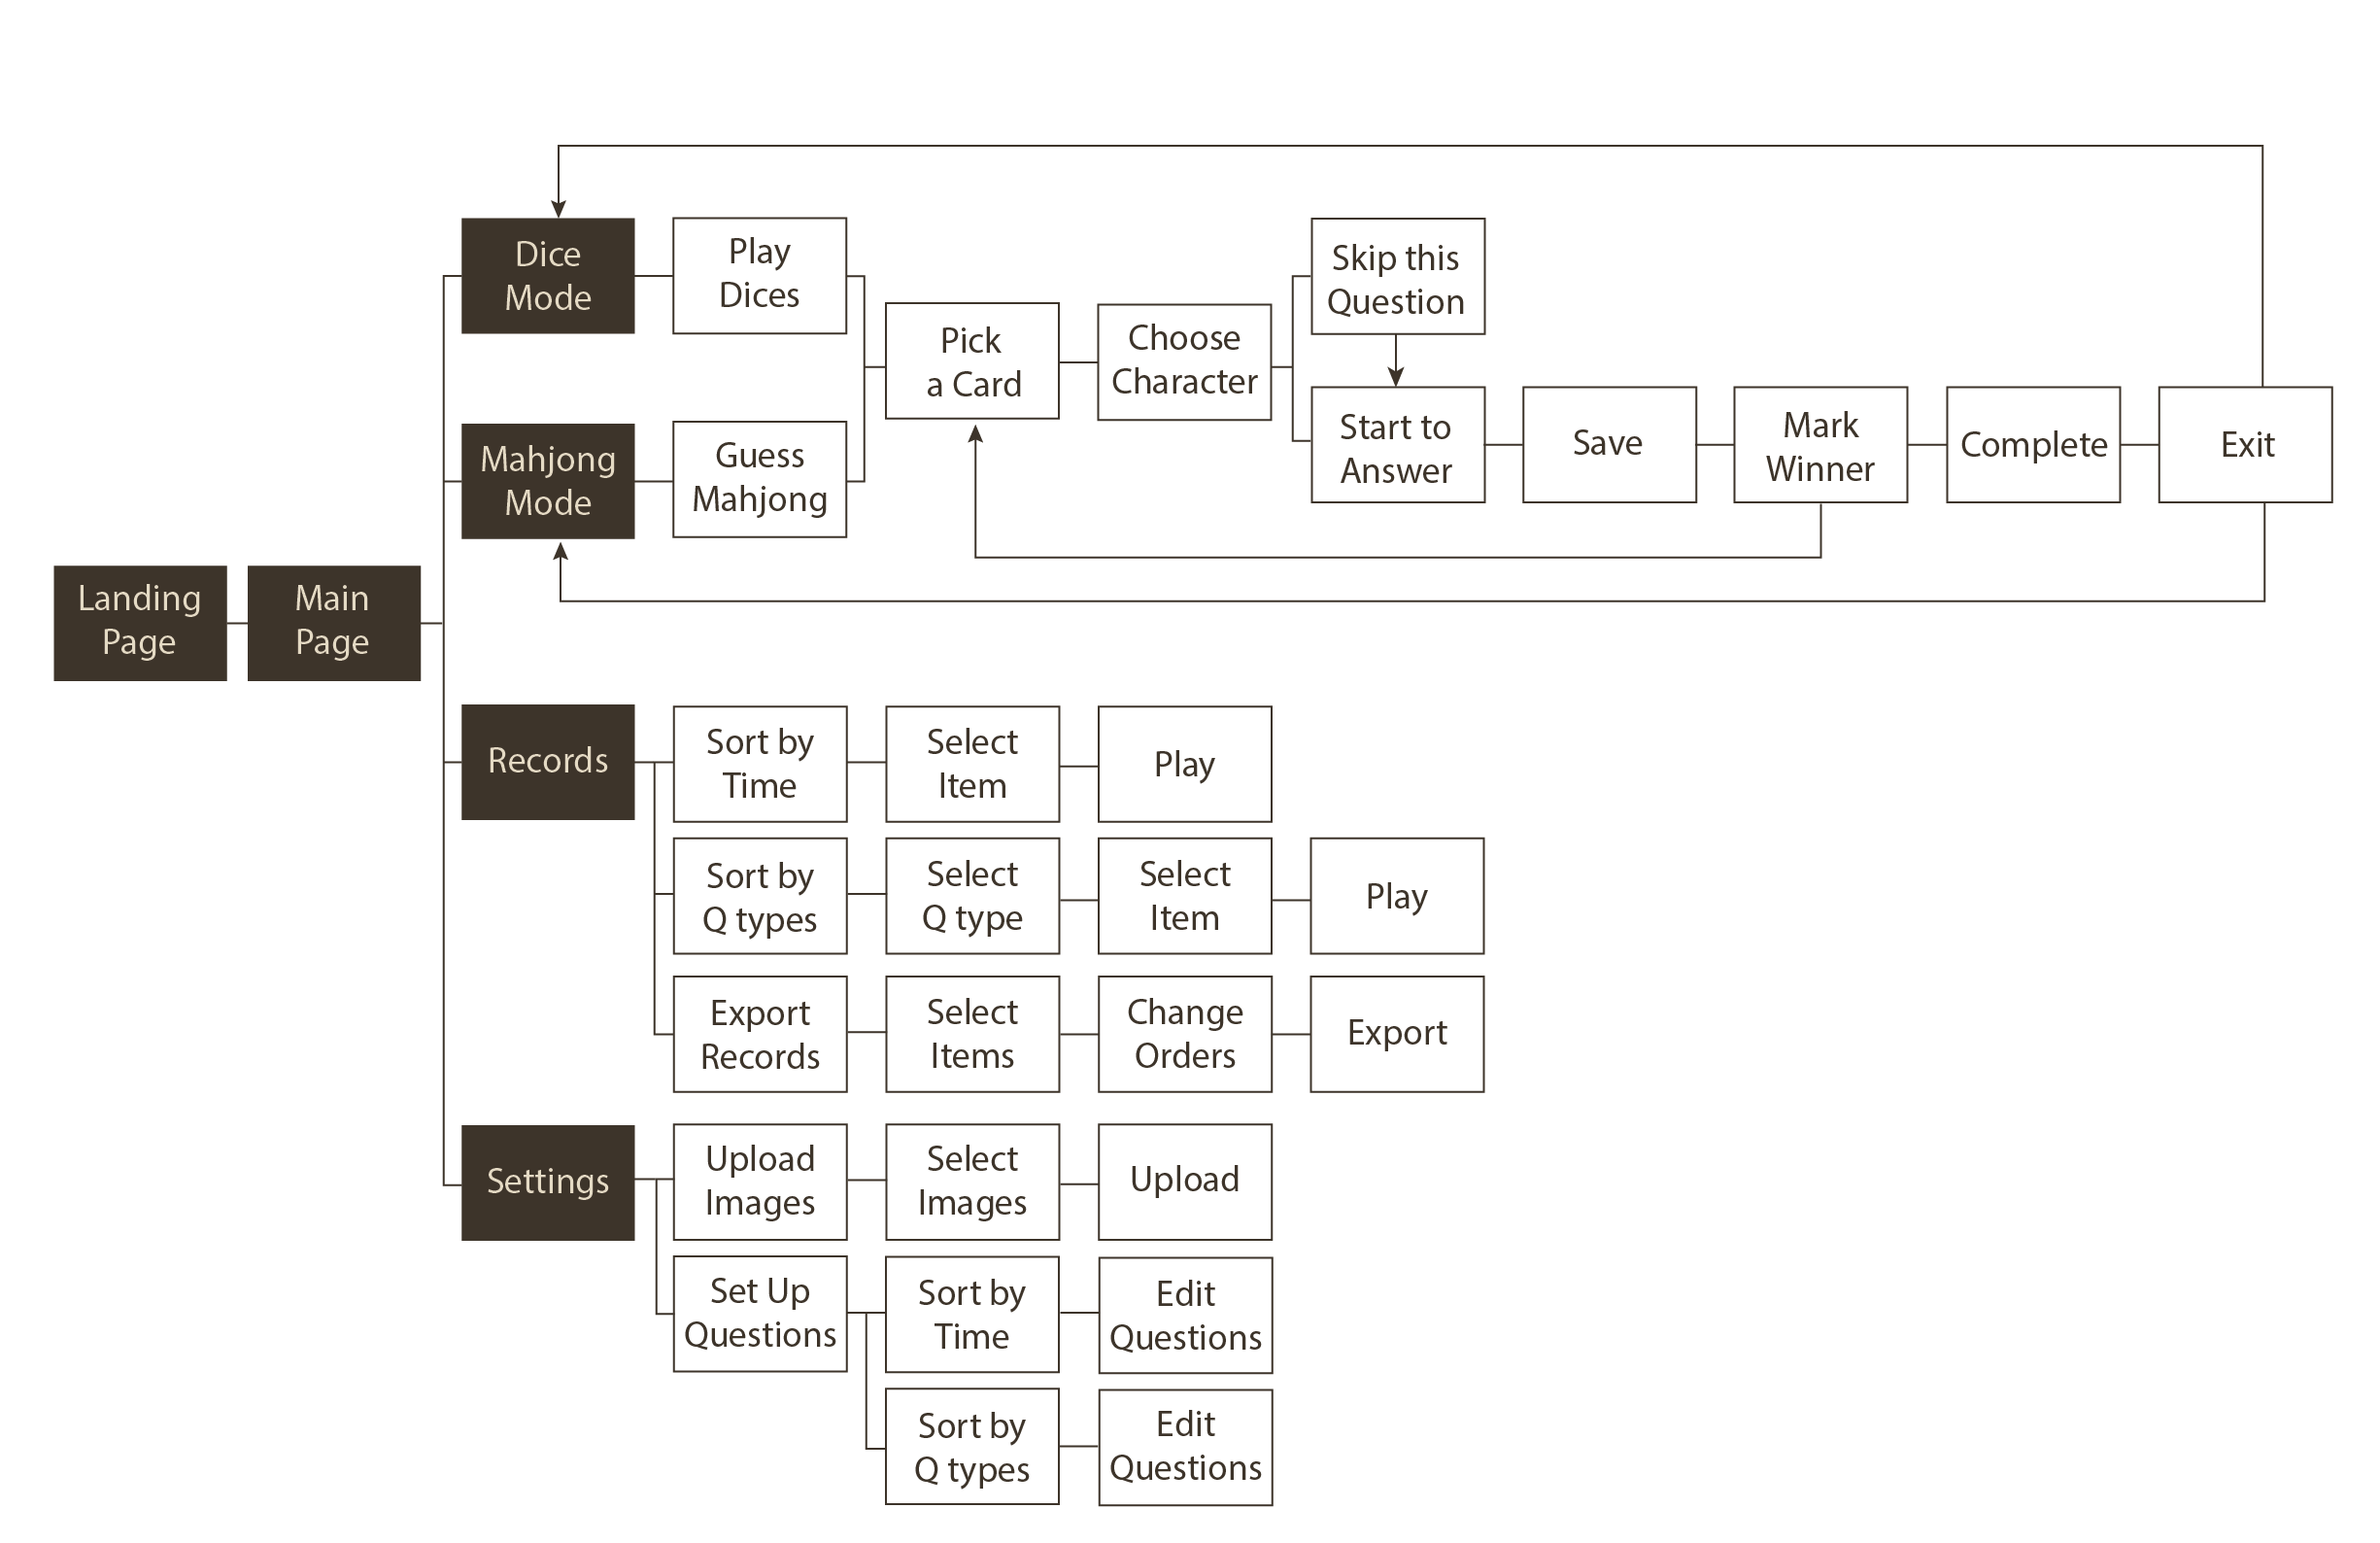 Dice
Mode
Play
Dices
Skip this
Question
Pick
a Card
Choose
Character
Mahjong
Mode
Guess
Mahjong
Start to
Answer
Save
Mark
Winner
Complete
Exit
Landing
Page
Main
Page
Records
Sort by
Time
Select
Item
Play
Sort by
Q types
Select
Q type
Select
Item
Play
Export
Records
Select
Items
Change
Orders
Export
Settings
Upload
Images
Select
Images
Upload
Set Up
Questions
Sort by
Time
Edit
Questions
Sort by
Q types
Edit
Questions